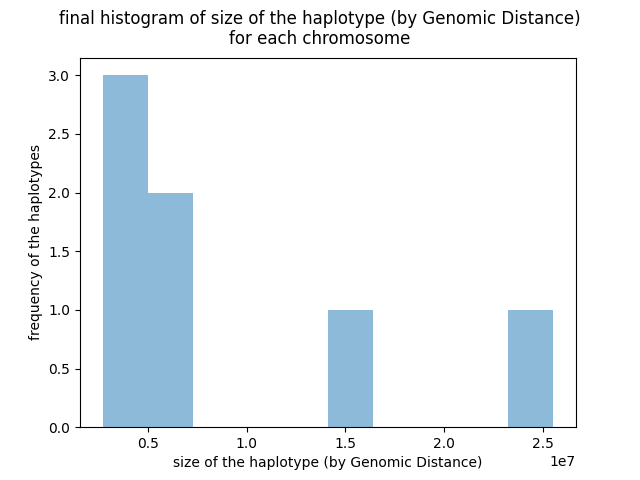 final histogram of size of the haplotype (by Genomic Distance)
for each chromosome
3.0
2.5
2.0
1.5
1.0
0.5
0.0
frequency of the haplotypes
0.5
1.0
1.5
2.0
2.5
1e7
size of the haplotype (by Genomic Distance)